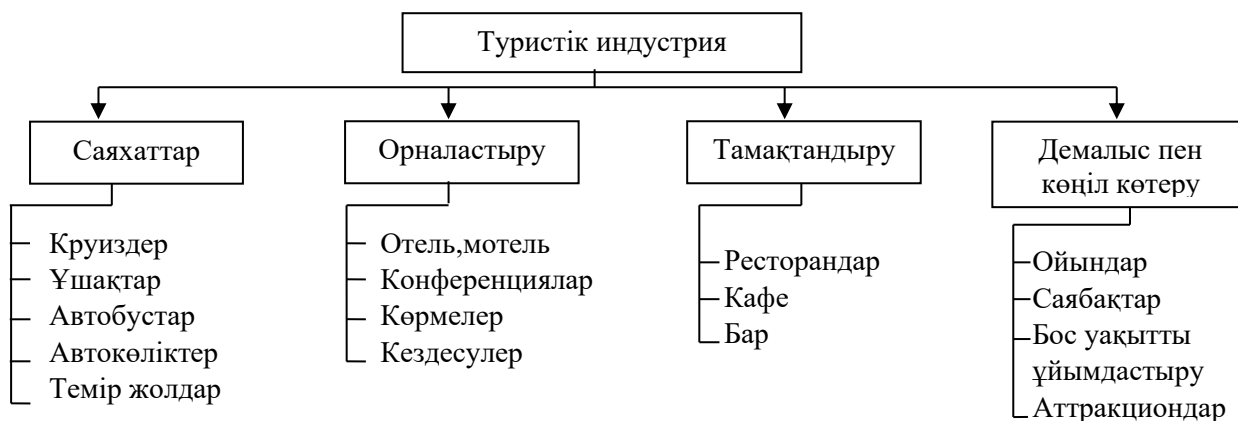 Туристік индустрия
Саяхаттар
Круиздер
Ұшақтар
Автобустар
Автокөліктер
Темір жолдар
Орналастыру
Отель,мотель
Конференциялар
Көрмелер
Кездесулер
Тамақтандыру
Ресторандар
Кафе
Бар
Демалыс пен
көңіл көтеру
Ойындар
Саябақтар
Бос уақытты
ұйымдастыру
Аттракциондар